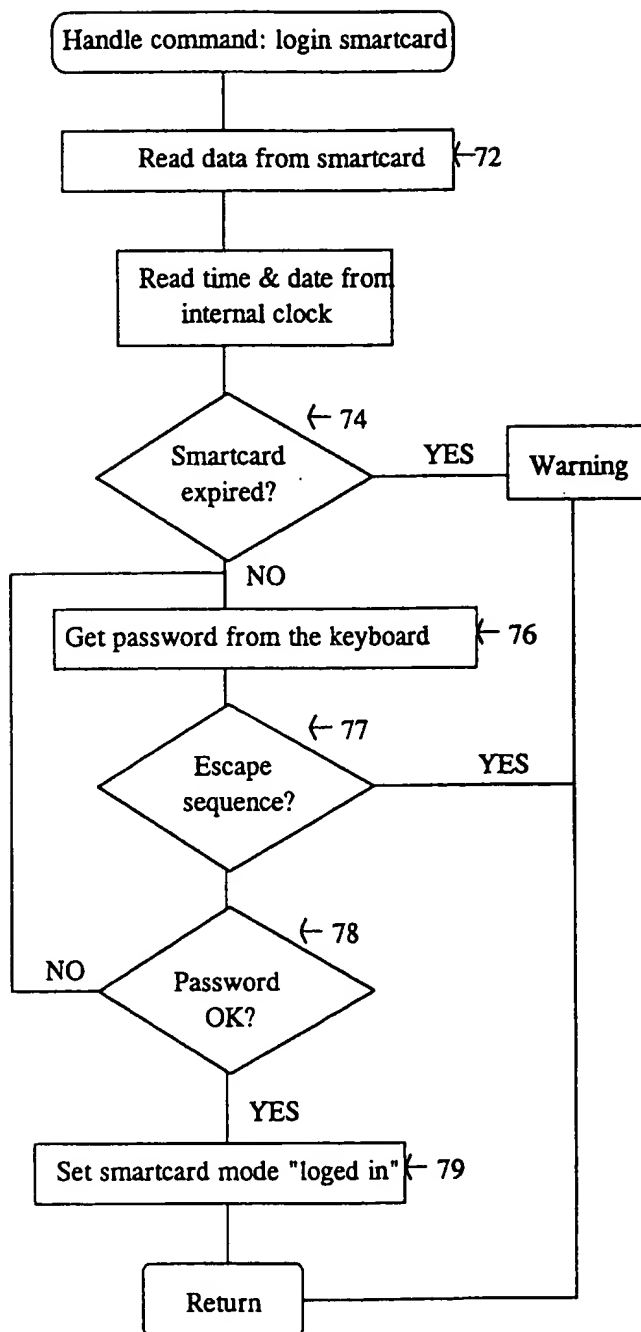 Handle command: login smartcard
Read data from smartcard
←72
Read time & date from
internal clock
← 74
Smartcard
expired?
YES
Warning
NO
Get password from the keyboard
← 76
← 77
Escape
sequence?
YES
← 78
Password
OK?
NO
YES
Set smartcard mode "loged in"
← 79
Return